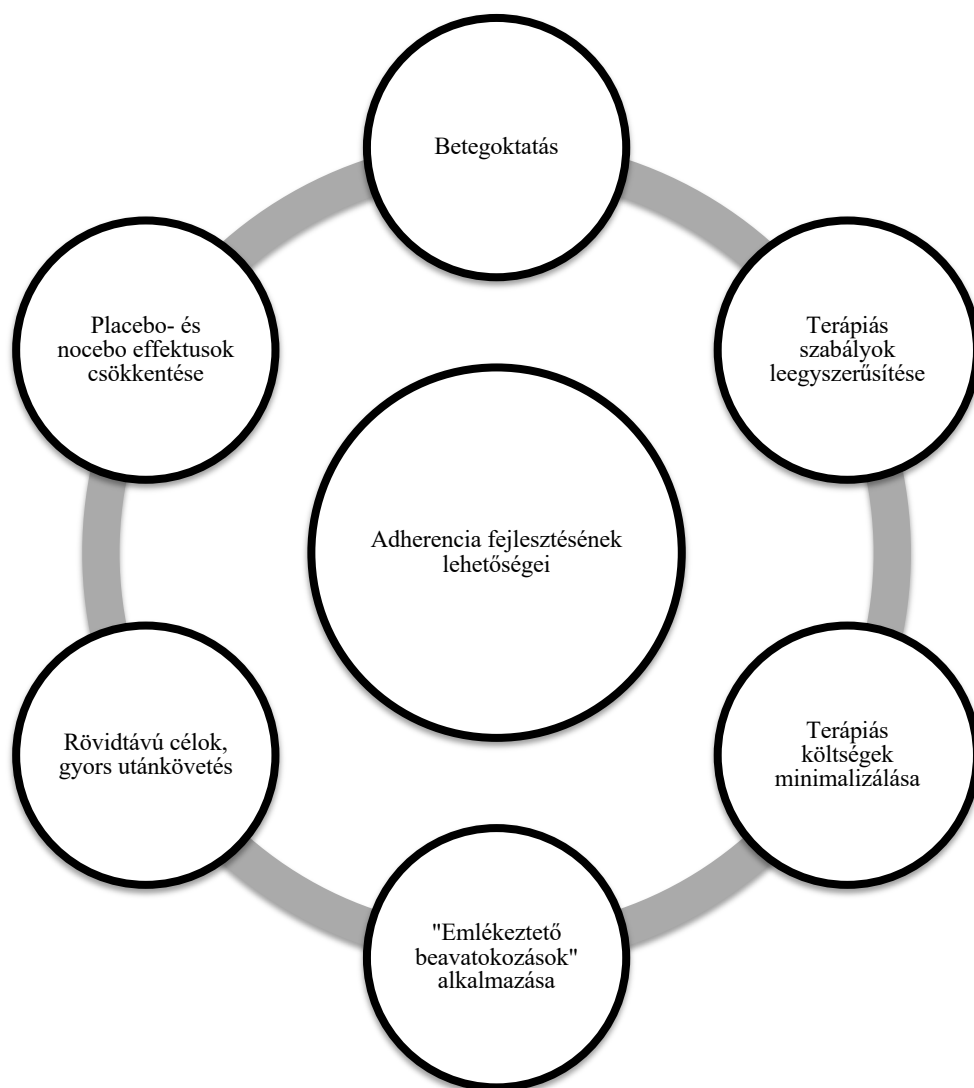 Betegoktatás
Terápiás
szabályok
leegyszerűsítése
Terápiás
költségek
minimalizálása
"Emlékeztető
beavatokozások"
alkalmazása
Rövidtávú célok,
gyors utánkövetés
Placebo- és
nocebo effektusok
csökkentése
Adherencia fejlesztésének
lehetőségei